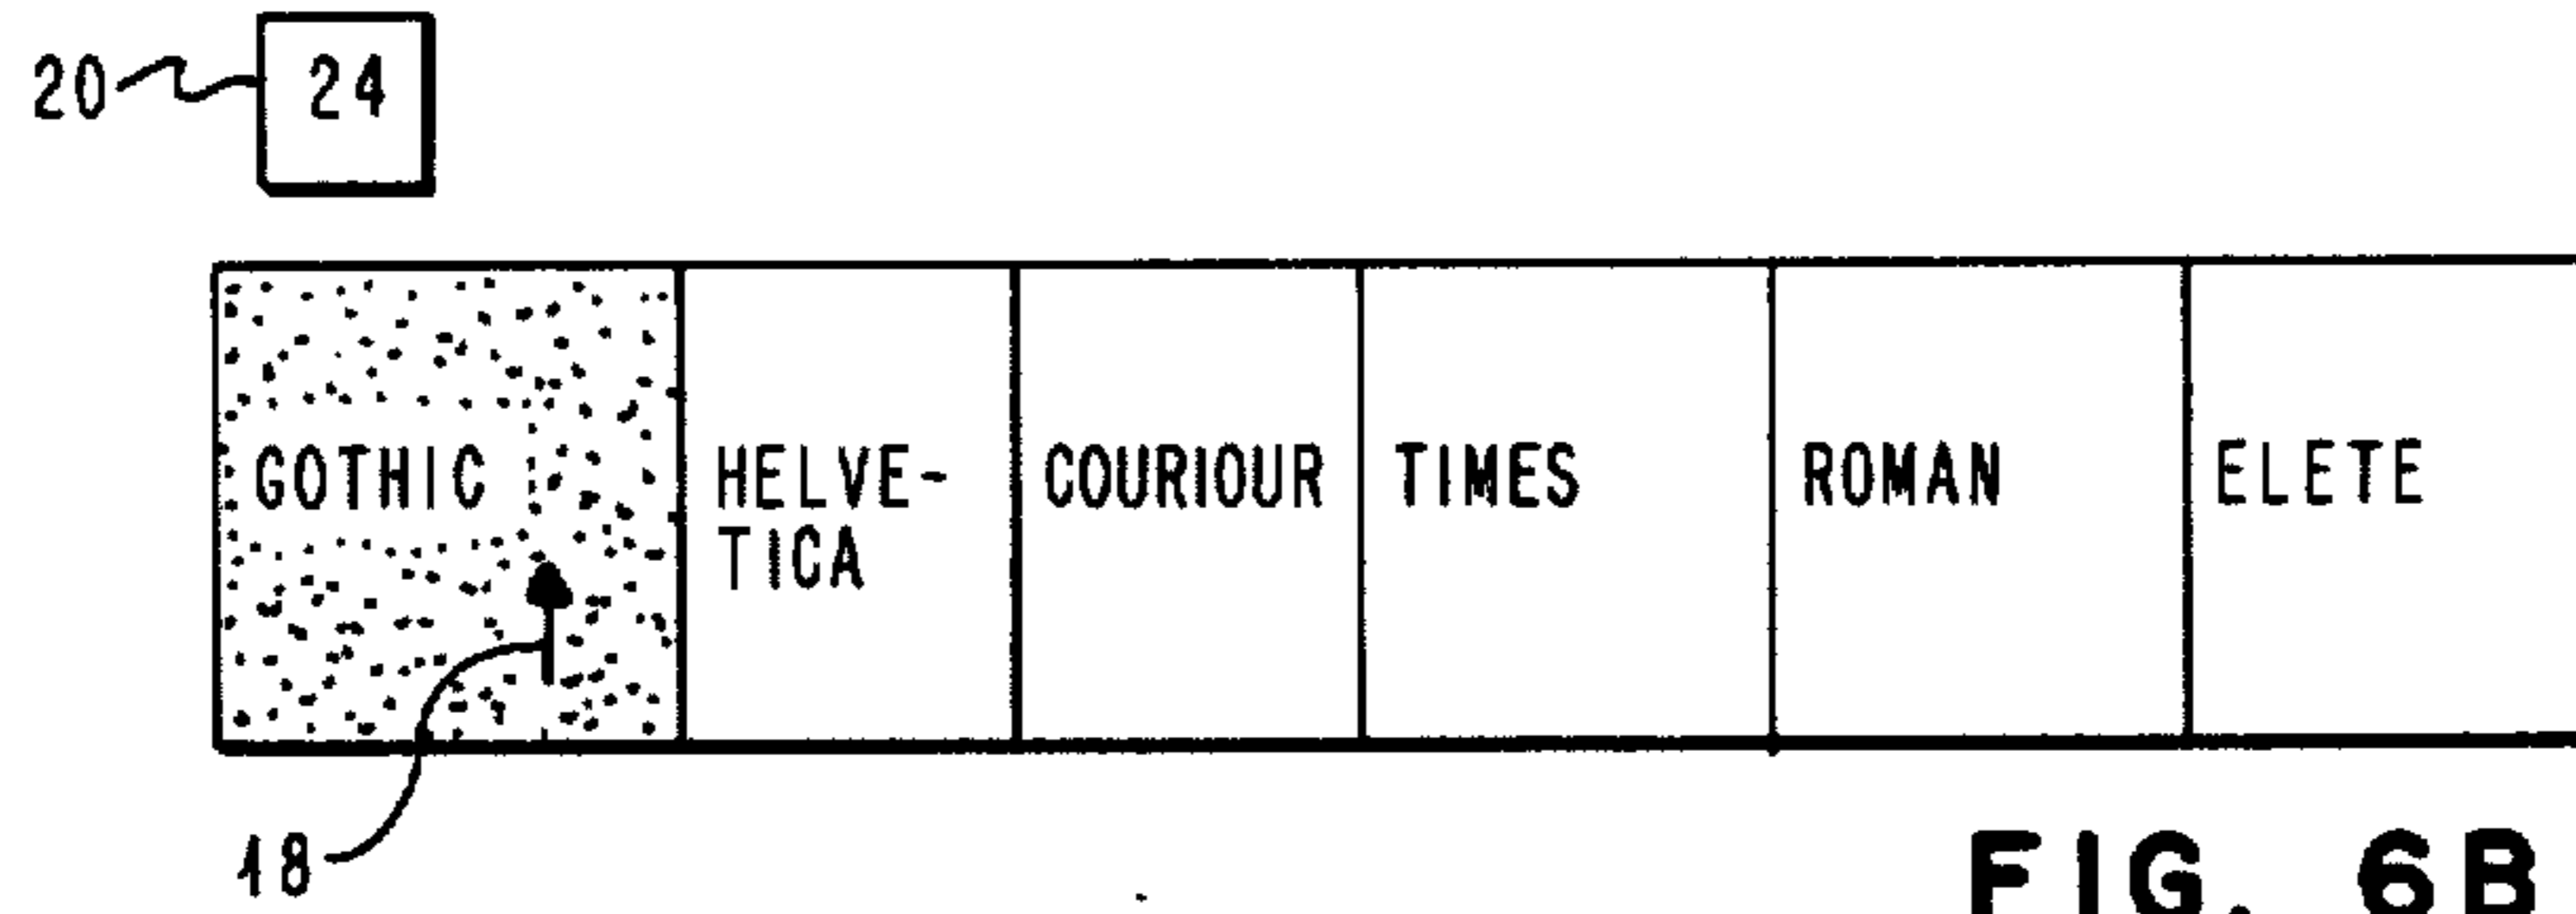 20 24
GOTHIC HELVE- COURIOUR TIMES ROMAN ELETE
TICA
18
FIG. 6B